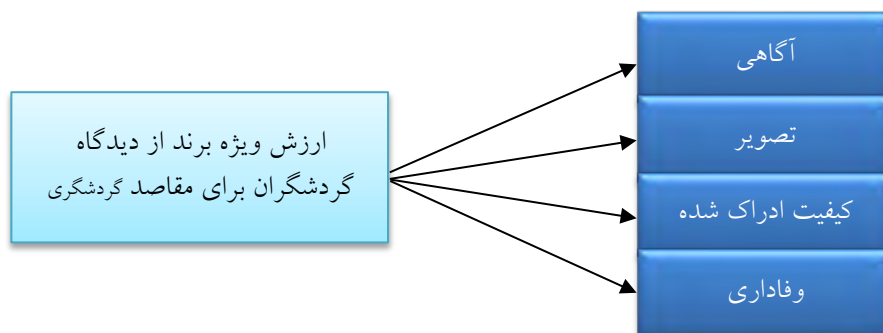 آگاهی
تصویر
کیفیت ادراک شده
وفاداری
ارزش ویژه برند از دیدگاه
گردشگران برای مقاصد گردشگری